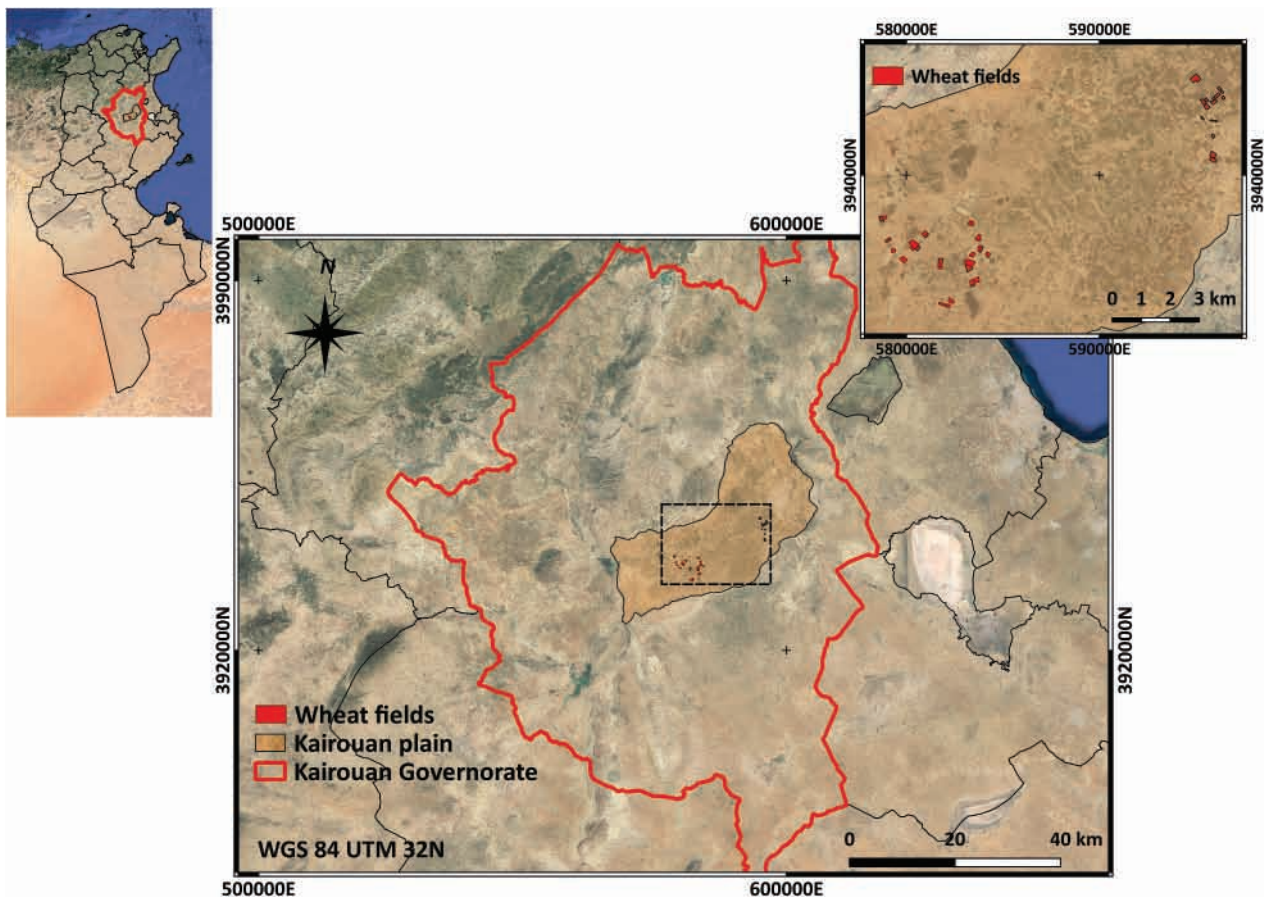 580000E 590000E
Wheat fields
3940000N
3940000N
0 1 2 3 km
580000E 590000E
500000E 600000E
3990000N
N
3920000N
3920000N
Wheat fields
Kairouan plain
Kairouan Governorate
WGS 84 UTM 32N
0 20 40 km
500000E 600000E